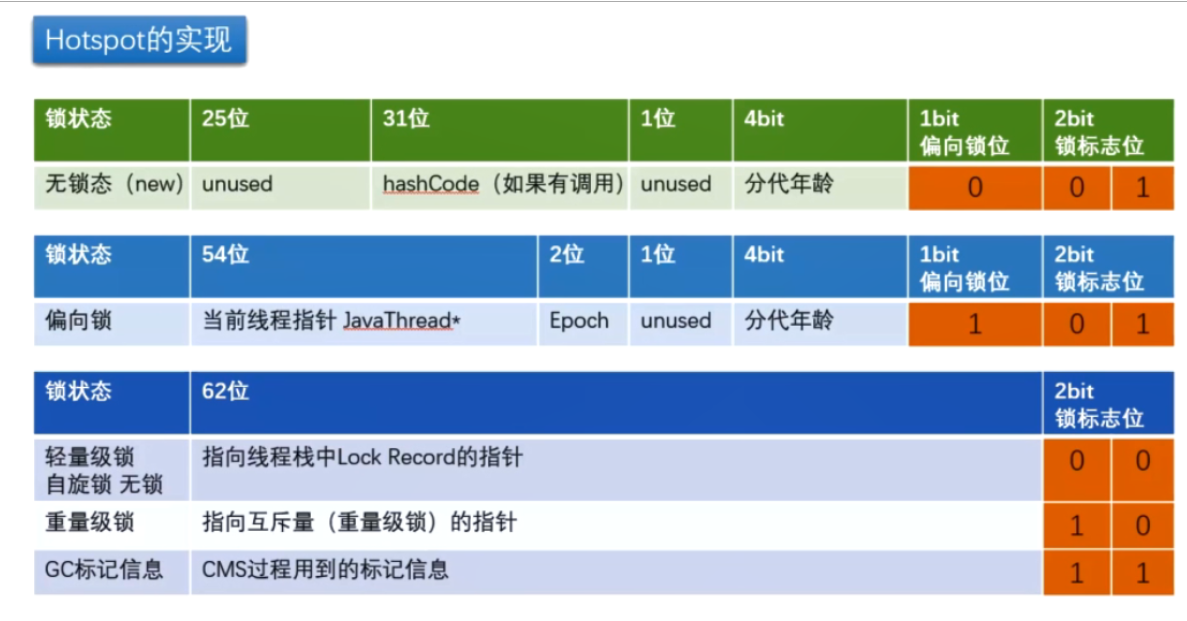 Hotspot的实现
锁状态 25位 31位 1位 4bit 1bit 2bit
偏向锁位 锁标志位
无锁态（new） unused hashCode（如果有调用） unused 分代年龄 0 0 1
锁状态 54位 2位 1位 4bit 1bit 2bit
偏向锁位 锁标志位
偏向锁 当前线程指针 JavaThread* Epoch unused 分代年龄 1 0 1
锁状态 62位 2bit
锁标志位
轻量级锁 指向线程栈中Lock Record的指针 0 0
自旋锁 无锁
重量级锁 指向互斥量（重量级锁）的指针 1 0
GC标记信息 CMS过程用到的标记信息 1 1